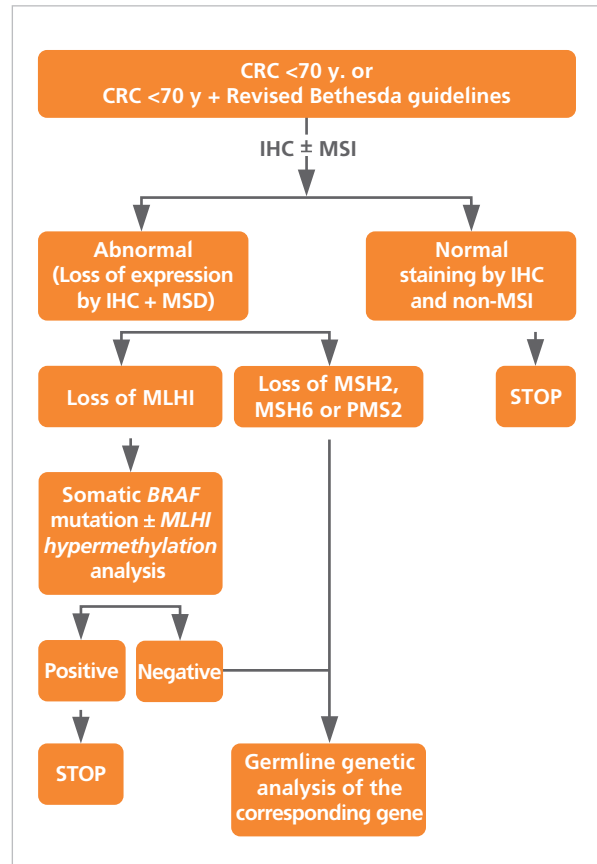 CRC <70 y. or
CRC <70 y + Revised Bethesda guidelines
IHC ± MSI
Abnormal
(Loss of expression
by IHC + MSD)
Normal
staining by IHC
and non-MSI
Loss of MLHI
Loss of MSH2,
MSH6 or PMS2
STOP
Somatic BRAF
mutation ± MLHI
hypermethylation
analysis
Positive
Negative
STOP
Germline genetic
analysis of the
corresponding gene